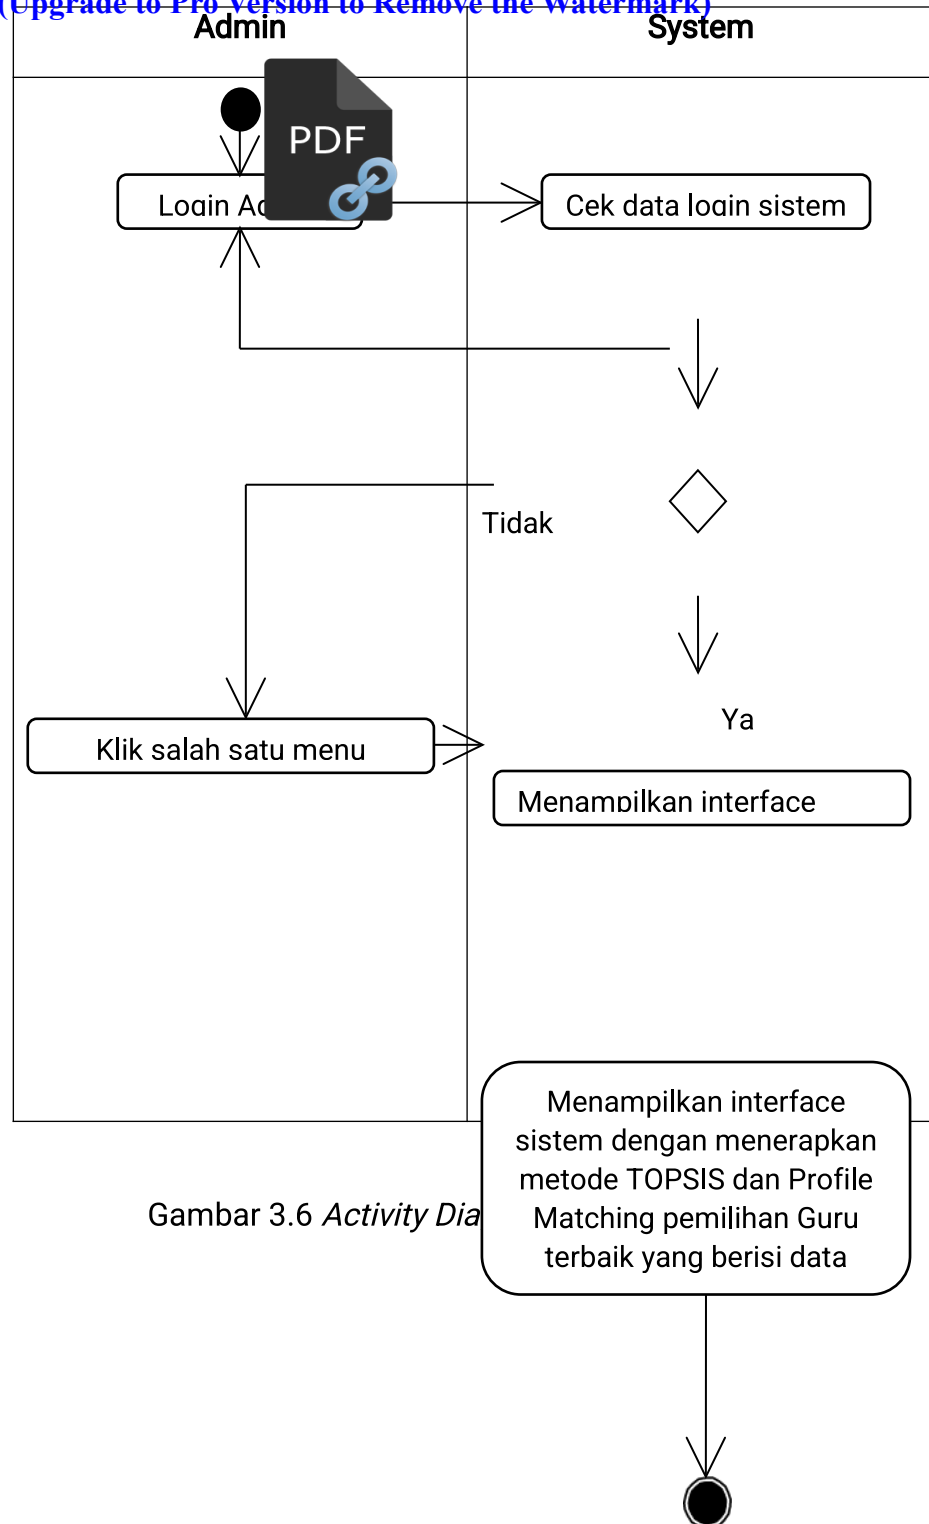 (Upgrade to Pro Version to Remove the Watermark)
Admin
System
PDF
Login
Cek data login sistem
Tidak
Ya
Klik salah satu menu
Menampilkan interface
Menampilkan interface
sistem dengan menerapkan
metode TOPSIS dan Profile
Matching pemilihan Guru
terbaik yang berisi data
Gambar 3.6 Activity